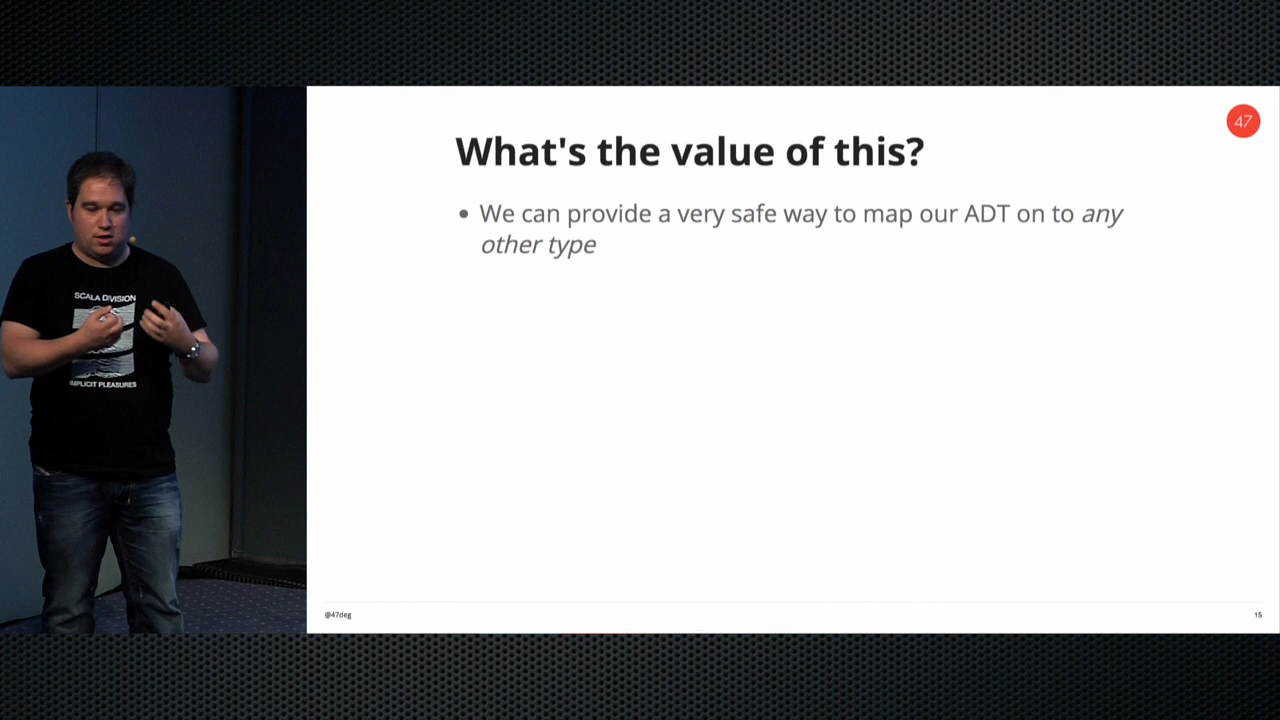 SCALA DIVISION
IMPLICIT PLEASURES
47
What's the value of this?
• We can provide a very safe way to map our ADT on to any
other type
@47deg
15